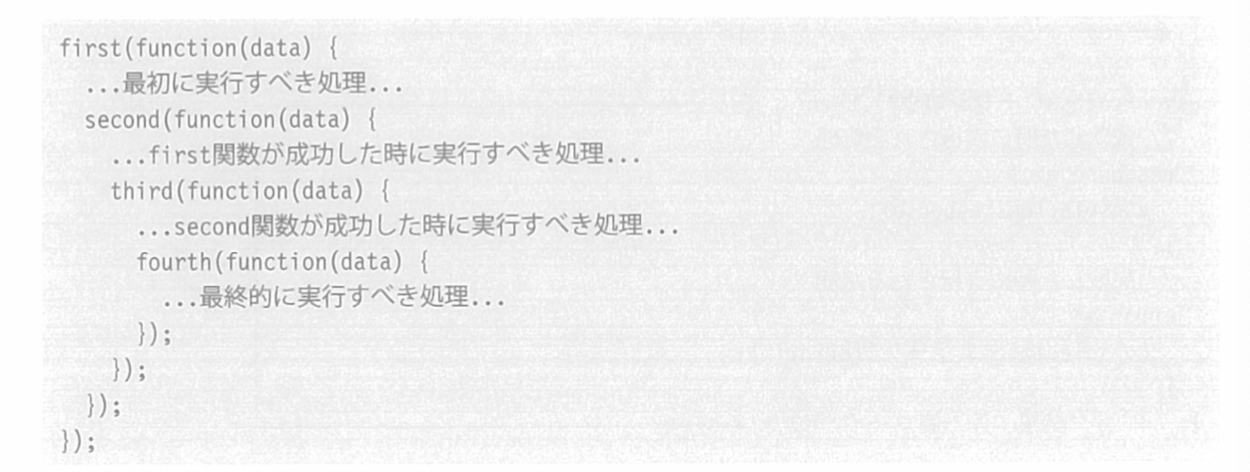 first(function(data) {
...最初に実行すべき処理...
second(function(data) {
...first関数が成功した時に実行すべき処理...
third(function(data) {
...second関数が成功した時に実行すべき処理...
fourth(function(data) {
...最終的に実行すべき処理...
});
});
});
});